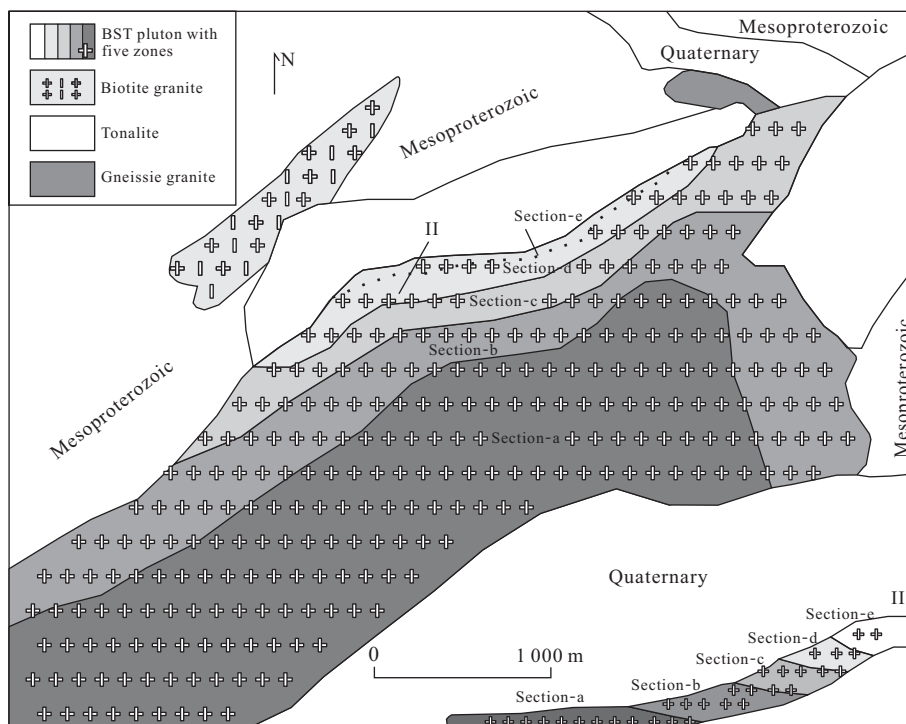 BST pluton with
five zones
Biotite granite
Tonalite
Gneissie granite
N
Mesoproterozoic
Quaternary
Mesoproterozoic
Section-e
II
Section-d
Section-c
Section-b
Mesoproterozoic
Mesoproterozoic
Section-a
Quaternary
II
Section-e
Section-d
Section-c
Section-b
Section-a
0
1 000 m